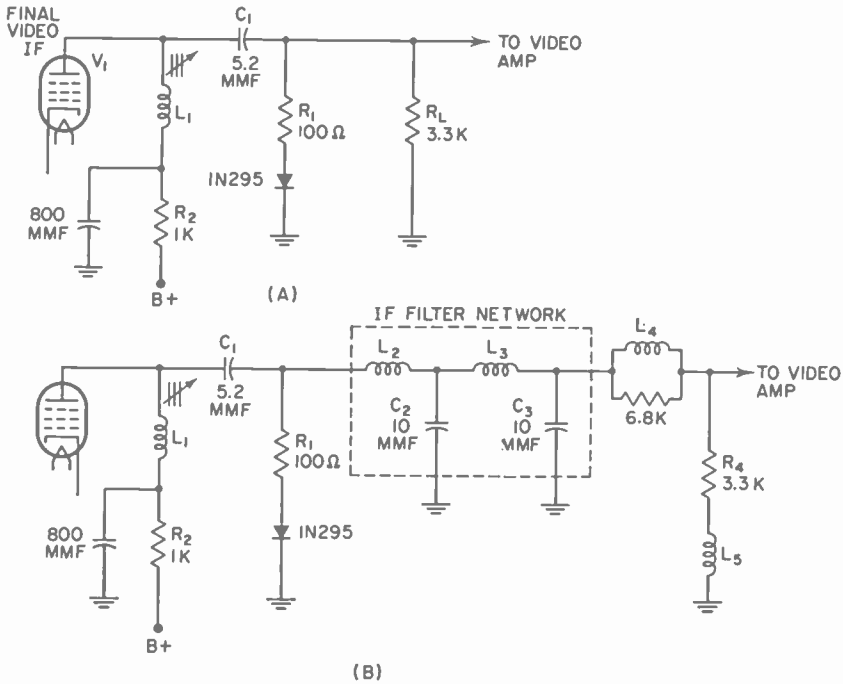 FINAL
VIDEO
IF
V1
L1
C1
5.2
MMF
R1
100Ω
1N295
RL
3.3K
TO VIDEO
AMP
800
MMF
R2
1K
B+
(A)
C1
5.2
MMF
L1
R1
100Ω
1N295
800
MMF
R2
1K
B+
IF FILTER NETWORK
L2
L3
C2
10
MMF
C3
10
MMF
L4
6.8K
TO VIDEO
AMP
R4
3.3K
L5
(B)